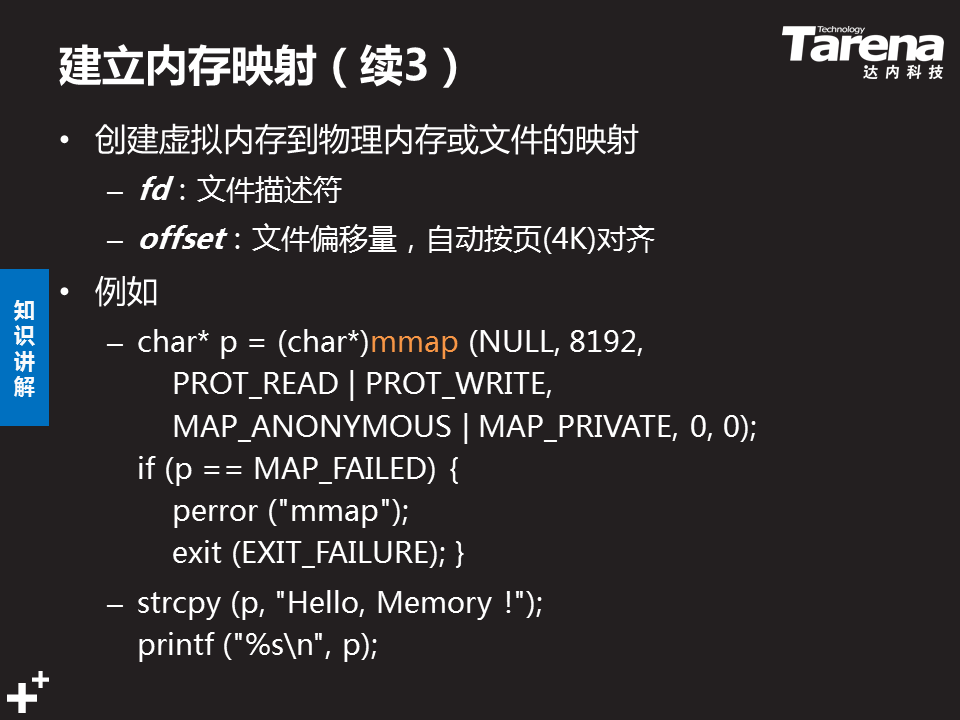 建立内存映射（续3）
Technology
Tarena
达内科技
• 创建虚拟内存到物理内存或文件的映射
– fd：文件描述符
– offset：文件偏移量，自动按页(4K)对齐
• 例如
– char* p = (char*)mmap (NULL, 8192,
PROT_READ | PROT_WRITE,
MAP_ANONYMOUS | MAP_PRIVATE, 0, 0);
if (p == MAP_FAILED) {
perror ("mmap");
exit (EXIT_FAILURE); }
– strcpy (p, "Hello, Memory !");
printf ("%s\n", p);
知
识
讲
解